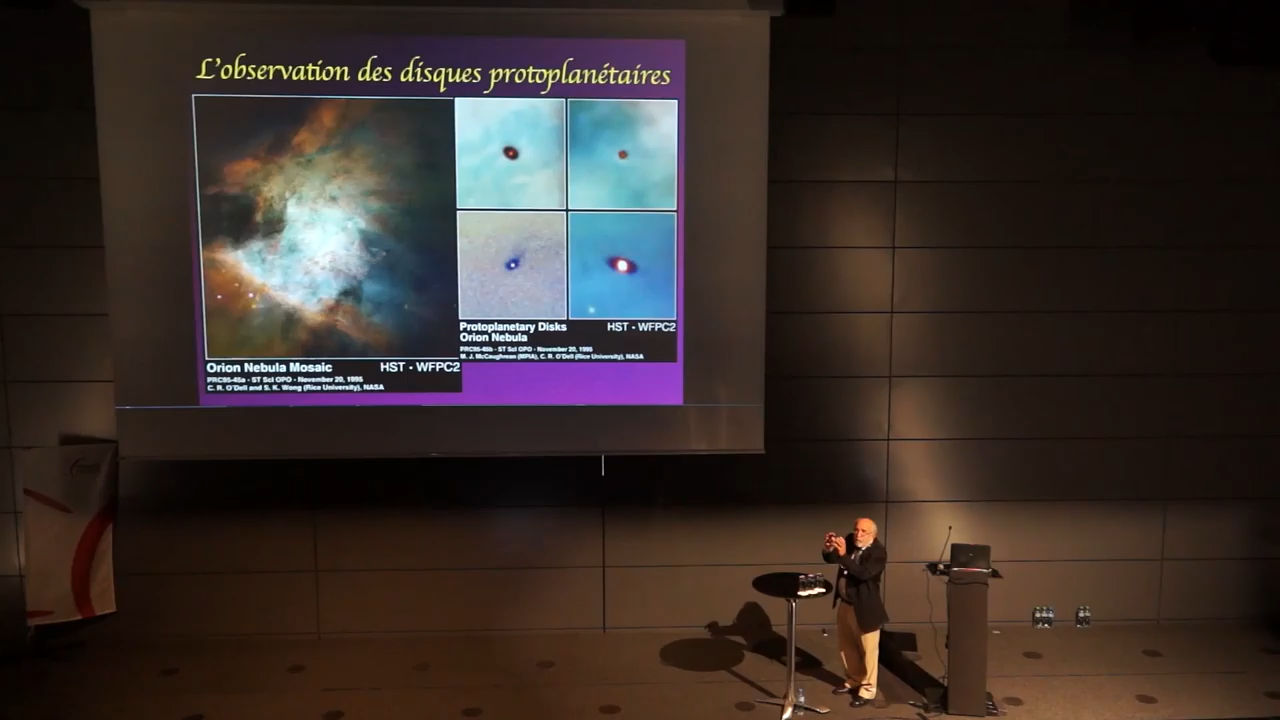 L'observation des disques protoplanétaires
Orion Nebula Mosaic HST • WFPC2
PRC95-45a • ST ScI OPO • November 20, 1995
C. R. O'Dell and S. K. Wong (Rice University), NASA
Protoplanetary Disks HST • WFPC2
Orion Nebula
PRC95-45b • ST ScI OPO • November 20, 1995
M. J. McCaughrean (MPIA), C. R. O'Dell (Rice University), NASA